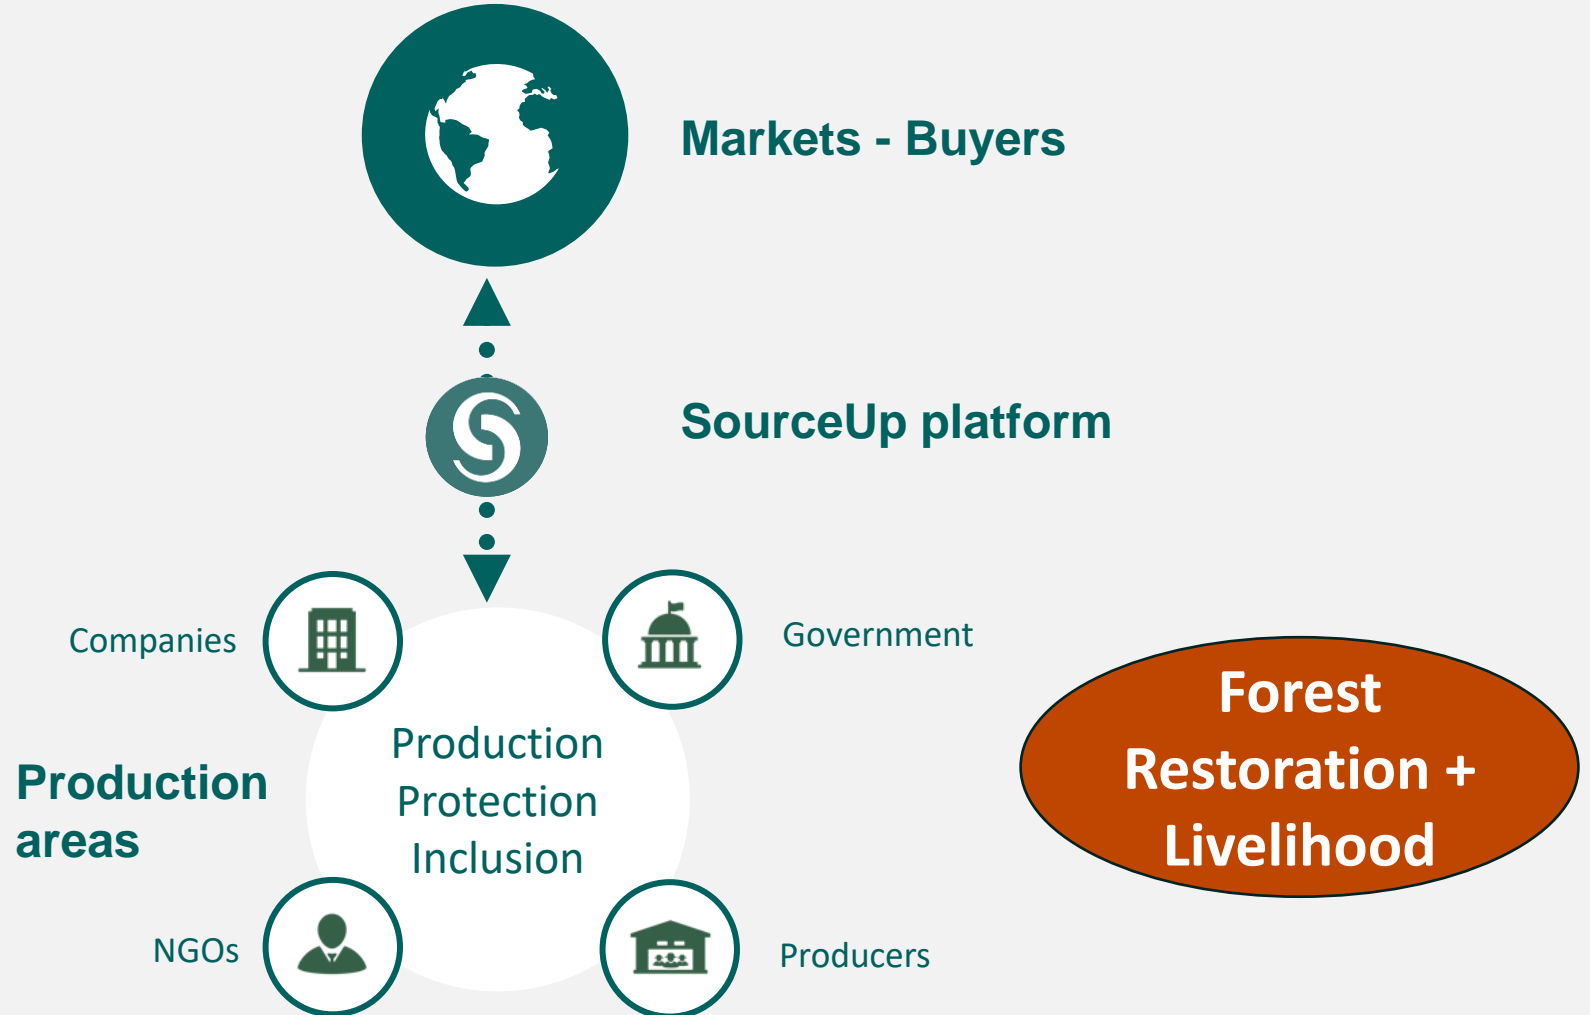 Markets - Buyers
SourceUp platform
Companies
Government
Production
Protection
Inclusion
Production
areas
Forest
Restoration +
Livelihood
NGOs
Producers